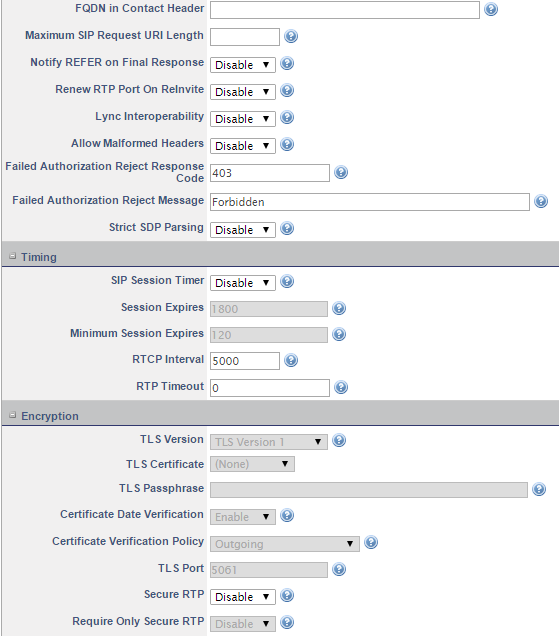 FQDN in Contact Header
Maximum SIP Request URI Length
Notify REFER on Final Response Disable
Renew RTP Port On ReInvite Disable
Lync Interoperability Disable
Allow Malformed Headers Disable
Failed Authorization Reject Response
Code 403
Failed Authorization Reject Message Forbidden
Strict SDP Parsing Disable
Timing
SIP Session Timer Disable
Session Expires 1800
Minimum Session Expires 120
RTCP Interval 5000
RTP Timeout 0
Encryption
TLS Version TLS Version 1
TLS Certificate (None)
TLS Passphrase
Certificate Date Verification Enable
Certificate Verification Policy Outgoing
TLS Port 5061
Secure RTP Disable
Require Only Secure RTP Disable